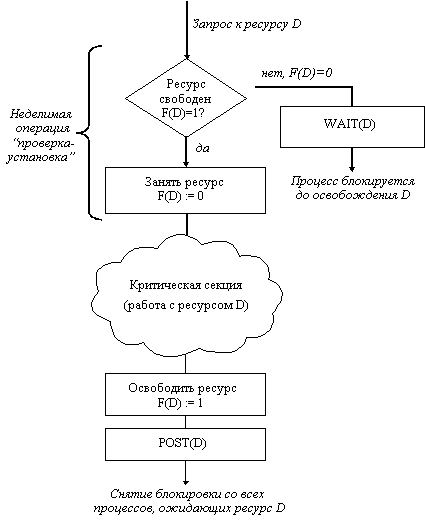 Запрос к ресурсу D
Ресурс
свободен
F(D)=1?
нет, F(D)=0
WAIT(D)
Процесс блокируется
до освобождения D
Неделимая
операция
“проверка-
установка”
да
Занять ресурс
F(D) := 0
Критическая секция
(работа с ресурсом D)
Освободить ресурс
F(D) := 1
POST(D)
Снятие блокировки со всех
процессов, ожидающих ресурс D